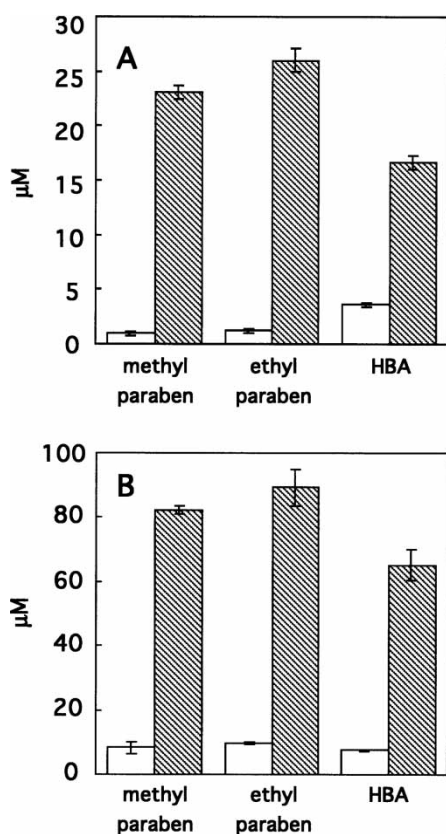 30
A
25
20
μM
15
10
5
0
methyl paraben
ethyl paraben
HBA
100
B
80
60
μM
40
20
0
methyl paraben
ethyl paraben
HBA